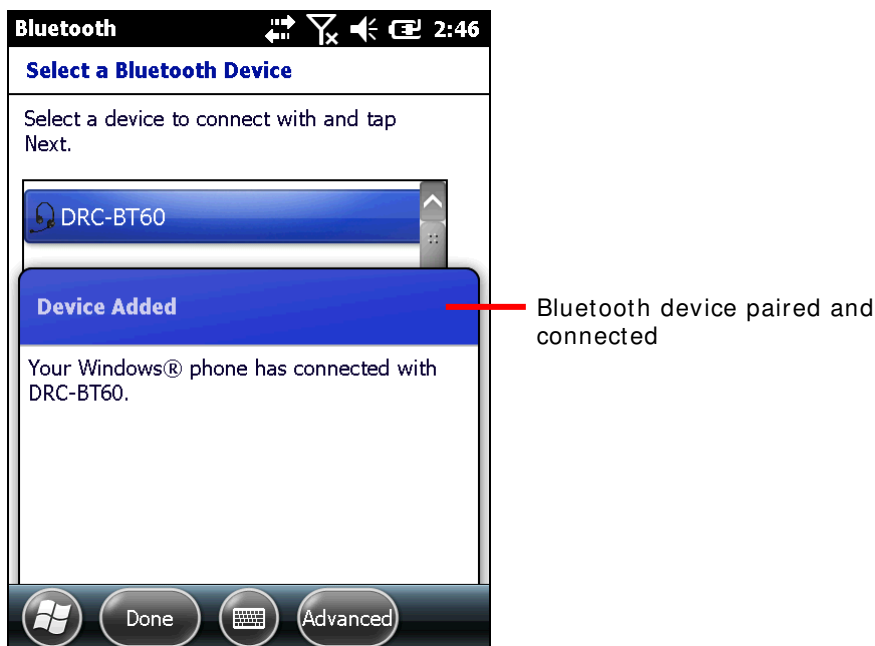 Bluetooth 2:46
Select a Bluetooth Device
Select a device to connect with and tap
Next.
DRC-BT60
Device Added
Your Windows® phone has connected with
DRC-BT60.
Done Advanced
Bluetooth device paired and
connected